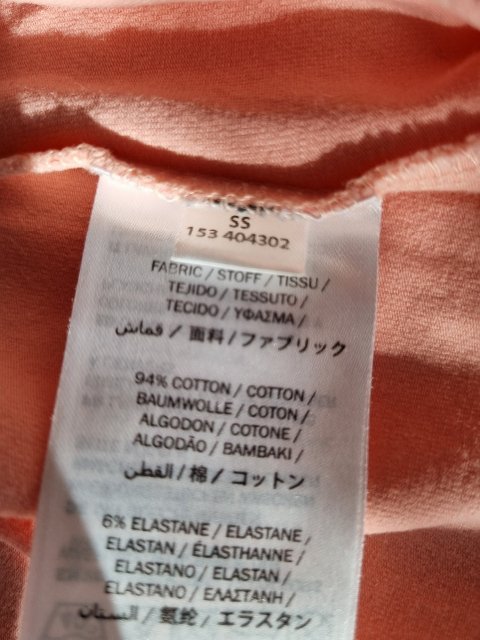 SS
153 404302
FABRIC / STOFF / TISSU /
TEJIDO / TESSUTO /
TECIDO / ΥΦΑΣΜΑ /
قماش / 面料 / ファブリック
94% COTTON / COTTON /
BAUMWOLLE / COTON /
ALGODON / COTONE /
ALGODÃO / BAMBAKI /
القطن / 棉 / コットン
6% ELASTANE / ELASTANE /
ELASTAN / ÉLASTHANNE /
ELASTANO / ELASTAN /
ELASTANO / ΕΛΑΣΤΑΝΗ /
氨纶 / エラスタン